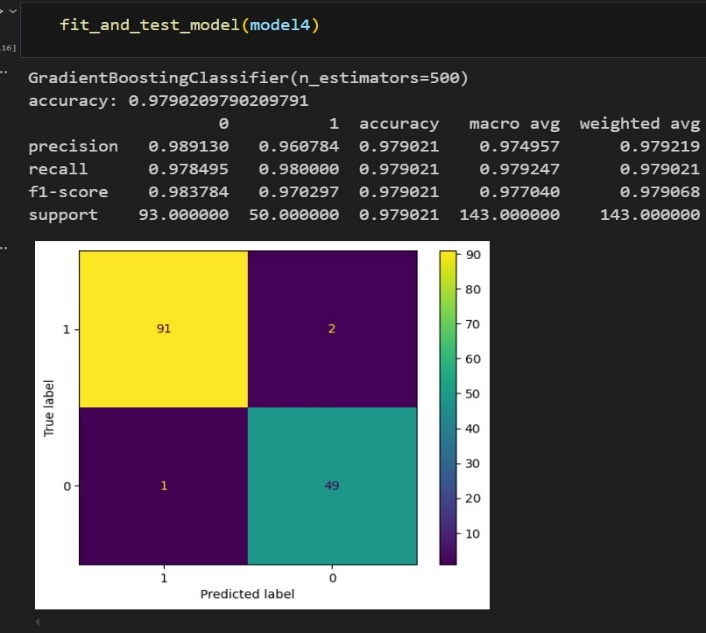 fit_and_test_model(model4)
16]
GradientBoostingClassifier(n_estimators=500)
accuracy: 0.9790209790209791
0 1 accuracy macro avg weighted avg
precision 0.989130 0.960784 0.979021 0.974957 0.979219
recall 0.978495 0.980000 0.979021 0.979247 0.979021
f1-score 0.983784 0.970297 0.979021 0.977040 0.979068
support 93.000000 50.000000 0.979021 143.000000 143.000000
90
80
70
60
50
40
30
20
10
1 91 2
True label
0 1 49
1 0
Predicted label